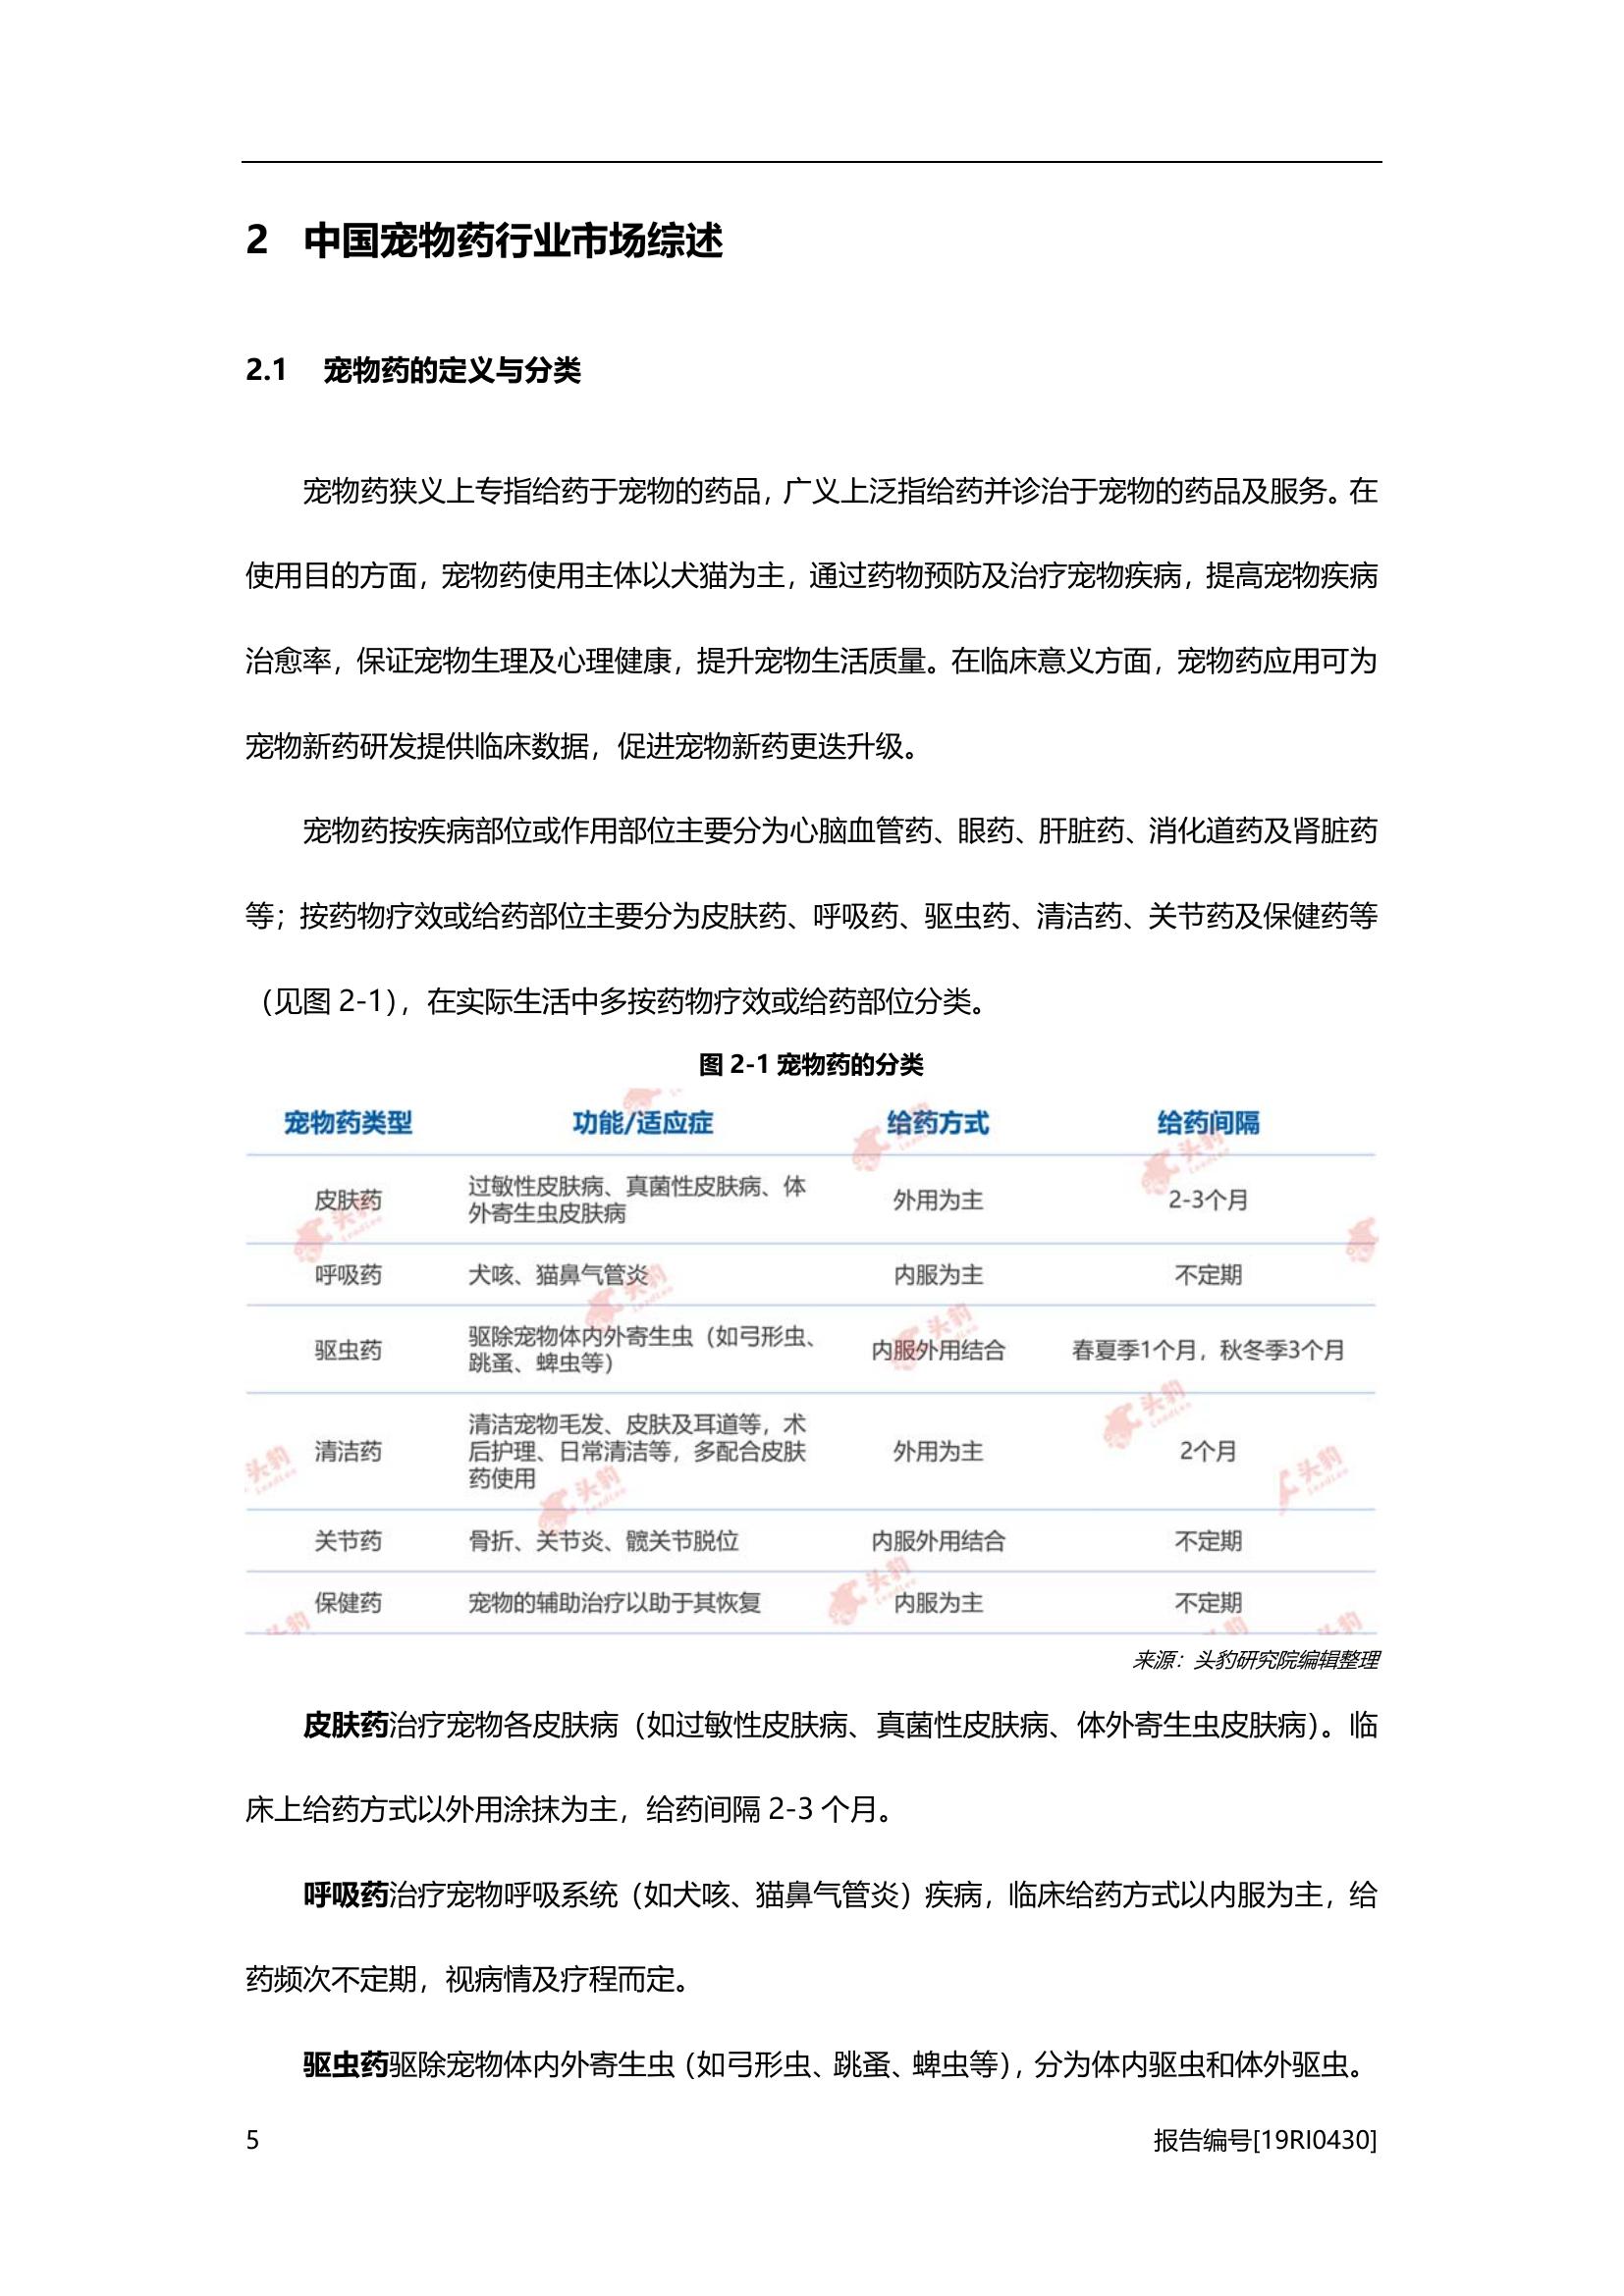 2 中国宠物药行业市场综述
2.1 宠物药的定义与分类
宠物药狭义上专指给药于宠物的药品，广义上泛指给药并诊治于宠物的药品及服务。在
使用目的方面，宠物药使用主体以犬猫为主，通过药物预防及治疗宠物疾病，提高宠物疾病
治愈率，保证宠物生理及心理健康，提升宠物生活质量。在临床意义方面，宠物药应用可为
宠物新药研发提供临床数据，促进宠物新药更迭升级。
宠物药按疾病部位或作用部位主要分为心脑血管药、眼药、肝脏药、消化道药及肾脏药
等；按药物疗效或给药部位主要分为皮肤药、呼吸药、驱虫药、清洁药、关节药及保健药等
（见图 2-1），在实际生活中多按药物疗效或给药部位分类。
图 2-1 宠物药的分类
宠物药类型 功能/适应症 给药方式 给药间隔
皮肤药 过敏性皮肤病、真菌性皮肤病、体
外寄生虫皮肤病 外用为主 2-3个月
呼吸药 犬咳、猫鼻气管炎 内服为主 不定期
驱虫药 驱除宠物体内外寄生虫（如弓形虫、
跳蚤、蜱虫等） 内服外用结合 春夏季1个月，秋冬季3个月
清洁药 清洁宠物毛发、皮肤及耳道等，术
后护理、日常清洁等，多配合皮肤
药使用 外用为主 2个月
关节药 骨折、关节炎、髋关节脱位 内服外用结合 不定期
保健药 宠物的辅助治疗以助于其恢复 内服为主 不定期
来源：头豹研究院编辑整理
皮肤药治疗宠物各皮肤病（如过敏性皮肤病、真菌性皮肤病、体外寄生虫皮肤病）。临
床上给药方式以外用涂抹为主，给药间隔 2-3 个月。
呼吸药治疗宠物呼吸系统（如犬咳、猫鼻气管炎）疾病，临床给药方式以内服为主，给
药频次不定期，视病情及疗程而定。
驱虫药驱除宠物体内外寄生虫（如弓形虫、跳蚤、蜱虫等），分为体内驱虫和体外驱虫。
5 报告编号[19RI0430]